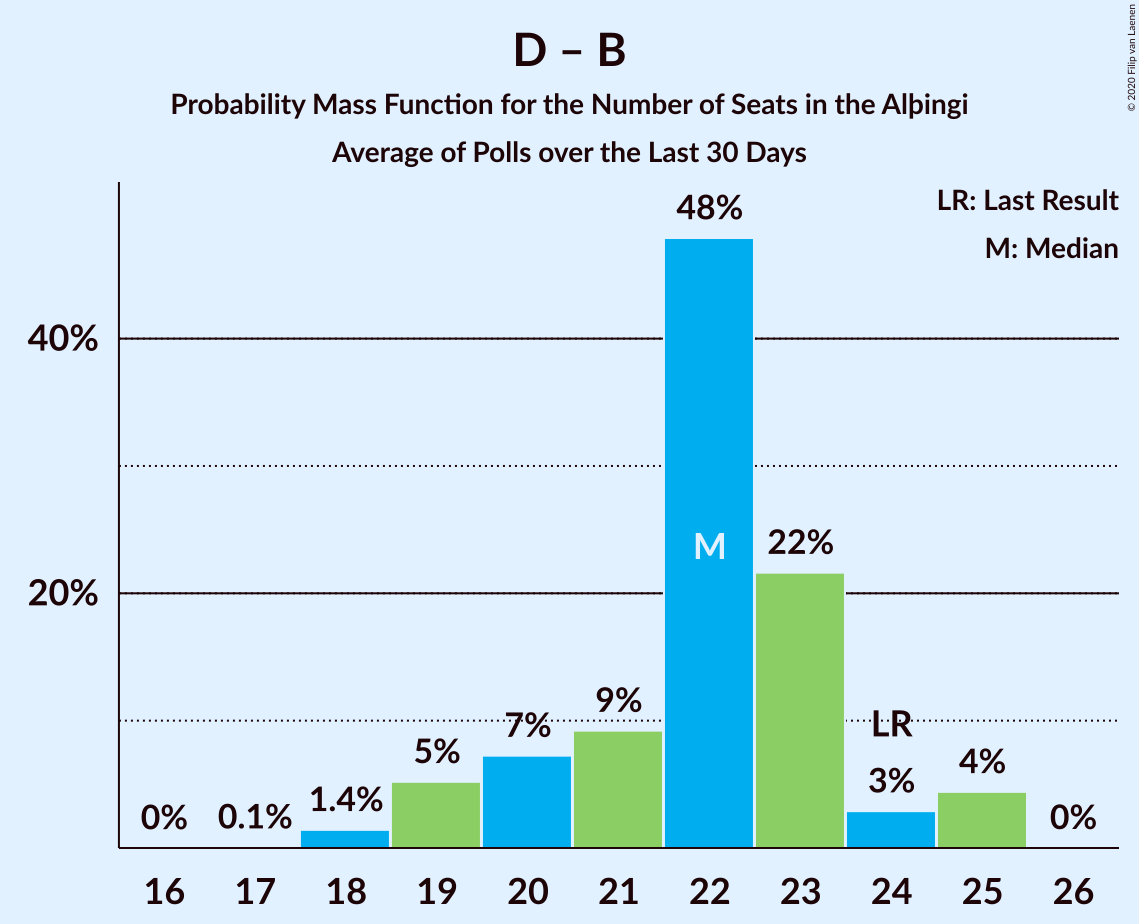 D – B
Probability Mass Function for the Number of Seats in the Alþingi
Average of Polls over the Last 30 Days
© 2020 Filip van Laenen
LR: Last Result
M: Median
40%
20%
0%
0.1%
1.4%
5%
7%
9%
48%
M
22%
LR
3%
4%
0%
16 17 18 19 20 21 22 23 24 25 26